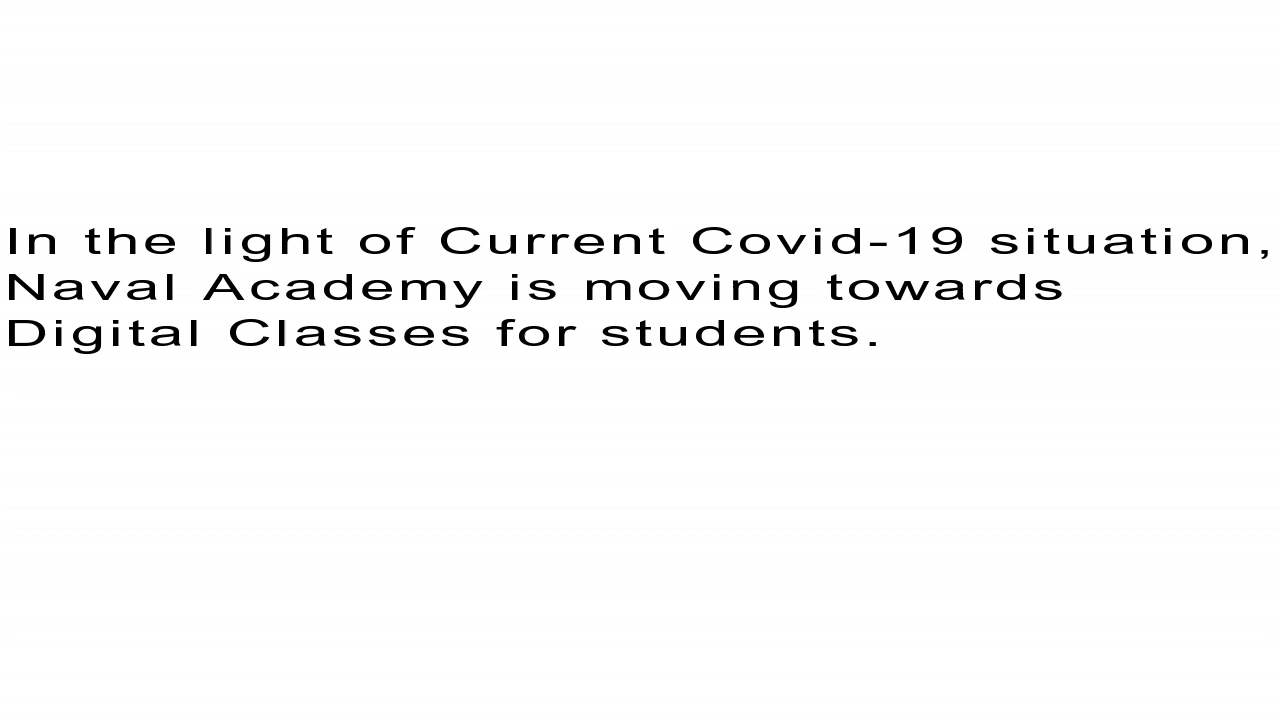 In the light of Current Covid-19 situation,
Naval Academy is moving towards
Digital Classes for students.